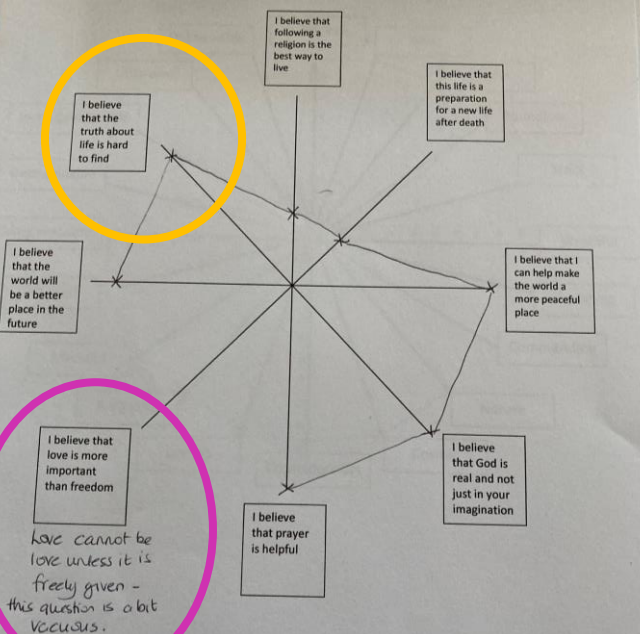 I believe that
following a
religion is the
best way to
live
I believe that
this life is a
preparation
for a new life
after death
I believe
that the
truth about
life is hard
to find
I believe
that the
world will
be a better
place in the
future
I believe that I
can help make
the world a
more peaceful
place
I believe that
love is more
important
than freedom
I believe
that God is
real and not
just in your
imagination
I believe
that prayer
is helpful
Love cannot be
love unless it is
freely given -
this question is a bit